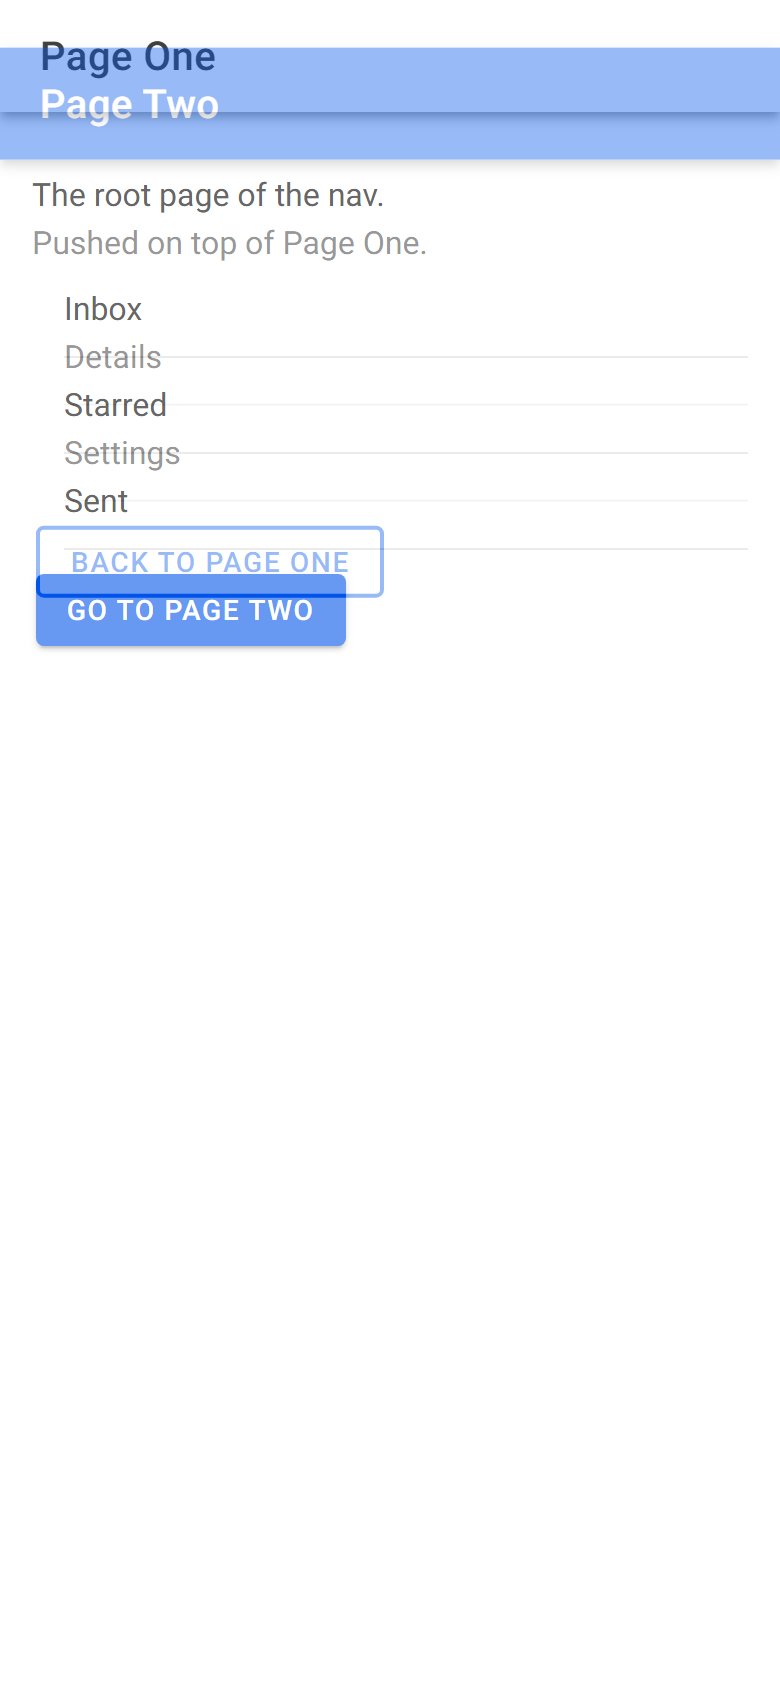 Page One
Page Two
The root page of the nav.
Pushed on top of Page One.
Inbox
Details
Starred
Settings
Sent
BACK TO PAGE ONE
GO TO PAGE TWO